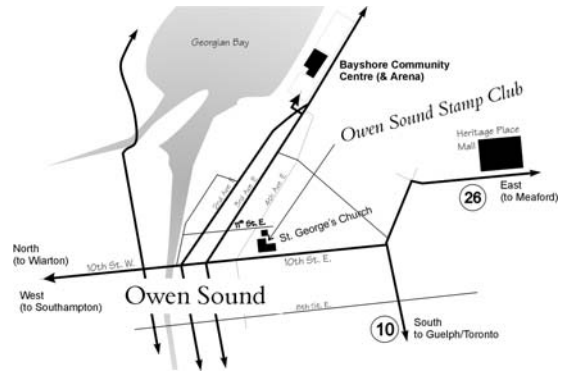 Georgian Bay
Bayshore Community
Centre (& Arena)
Owen Sound Stamp Club
Heritage Place
Mall
26
East
(to Meaford)
2nd Ave E.
3rd Ave E.
4th Ave E.
11th St. E.
St. George's Church
North
(to Wiarton)
10th St. W.
10th St. E.
West
(to Southampton)
Owen Sound
8th St. E.
10
South
to Guelph/Toronto